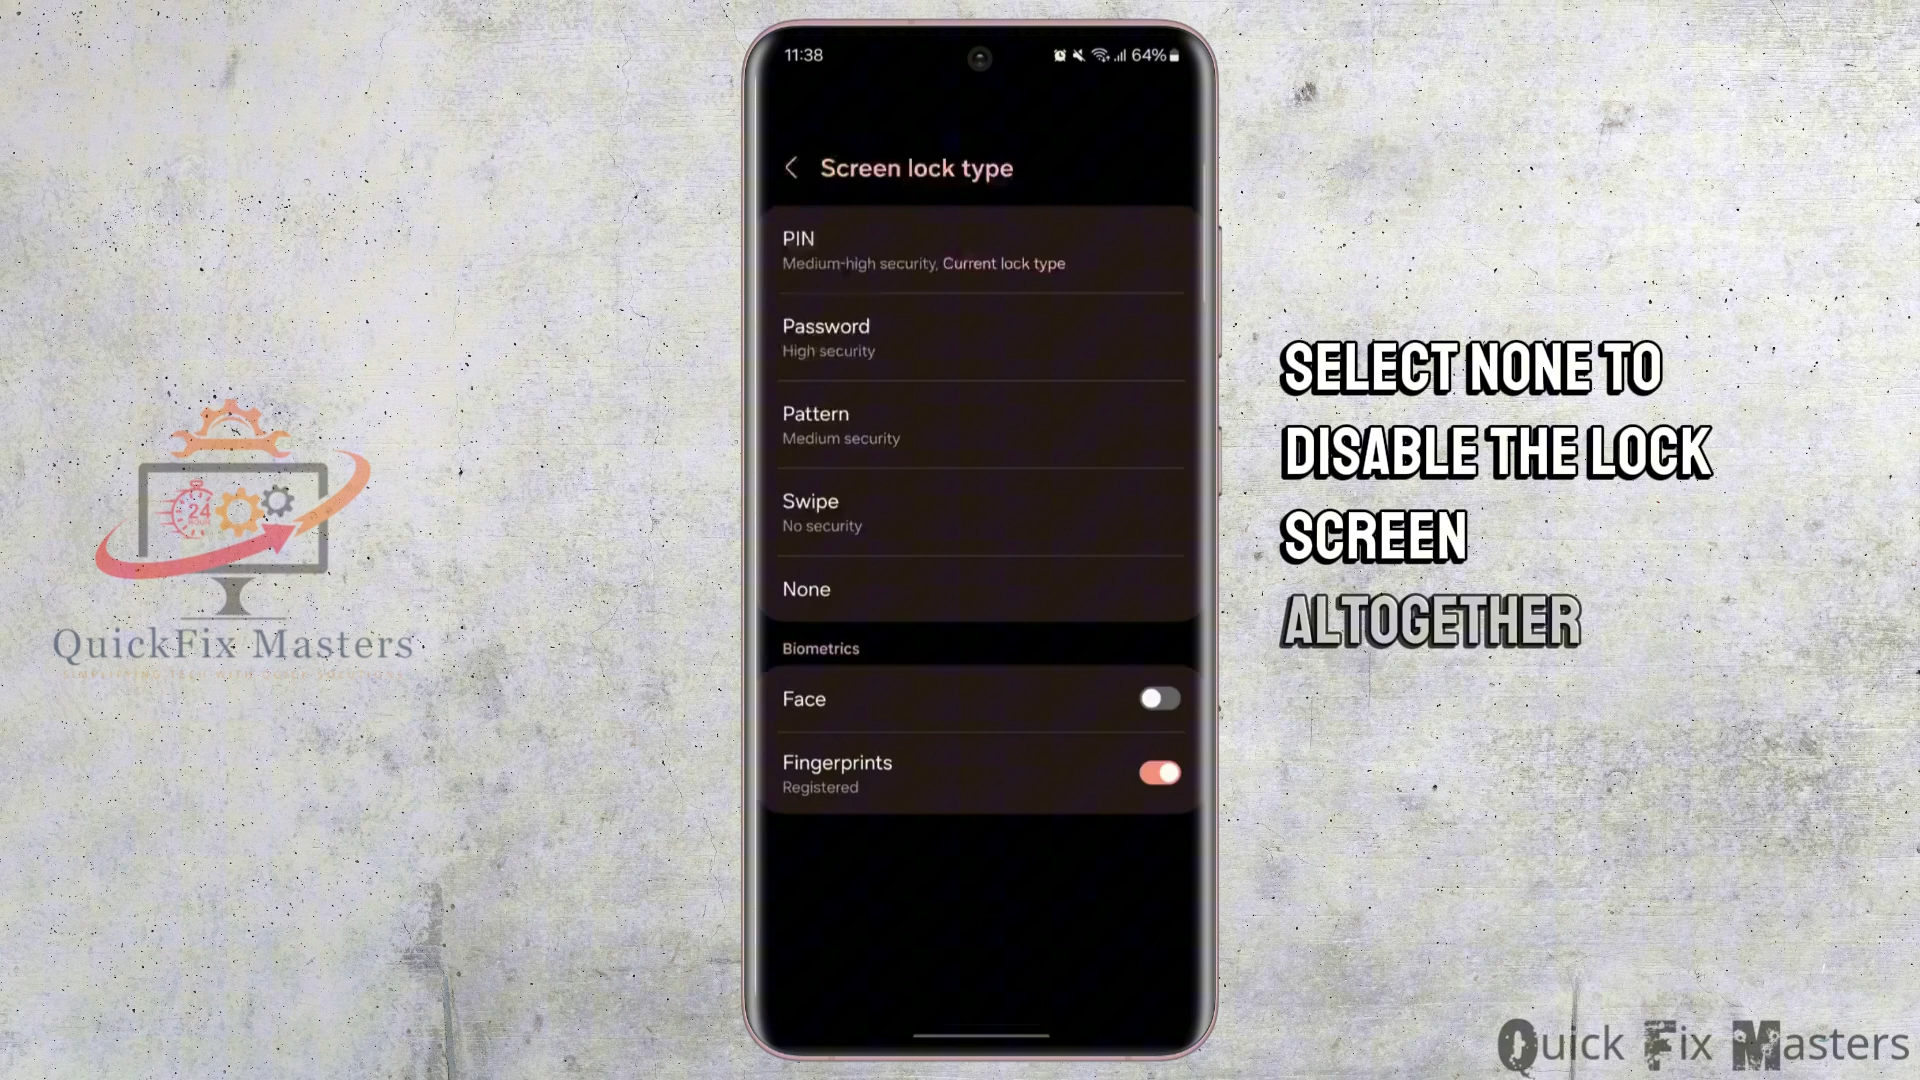 11:38
64%
Screen lock type
PIN
Medium-high security, Current lock type
Password
High security
Pattern
Medium security
Swipe
No security
None
Biometrics
Face
Fingerprints
Registered
SELECT NONE TO
DISABLE THE LOCK
SCREEN
ALTOGETHER
24
HOUR
QuickFix Masters
Quick Fix Masters